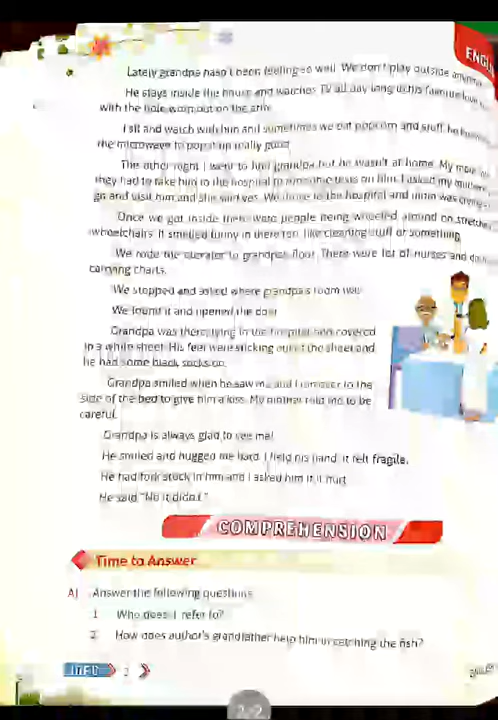 ENGLI
Lately grandpa hasn't been feeling so well. We don't play outside anymore.
He stays inside the house and watches TV all day long in his favourite
with the hole worn out on the arm.
I sit and watch with him and sometimes we eat popcorn and stuff, he
the microwave to pop it up really good.
The other night I went to find grandpa but he wasn't at home. My mom
they had to take him to the hospital to run some tests on him. I asked my mother
go and visit him and she said yes. We drove to the hospital and mom was
Once we got inside there were people being wheeled around on stretchers
wheelchairs. It smelled funny in there too, like cleaning stuff or something.
We rode the elevator to grandpa's floor. There were lot of nurses and
carrying charts.
We stopped and asked where grandpa's room was.
We found it and opened the door.
Grandpa was there, lying in the hospital bed covered
in a white sheet. His feet were sticking out of the sheet and
he had some black socks on.
Grandpa smiled when he saw me and I ran over to the
side of the bed to give him a kiss. My mother told me to be
careful.
Grandpa is always glad to see me!
He smiled and hugged me hard. I held his hand, it felt fragile.
He had stuck in him and I asked him if it hurt.
He said "No it didn't."
COMPREHENSION
Time to Answer
A) Answer the following questions
1. Who does 'I' refer to?
2. How does author's grandfather help him in catching the fish?
2
2/2